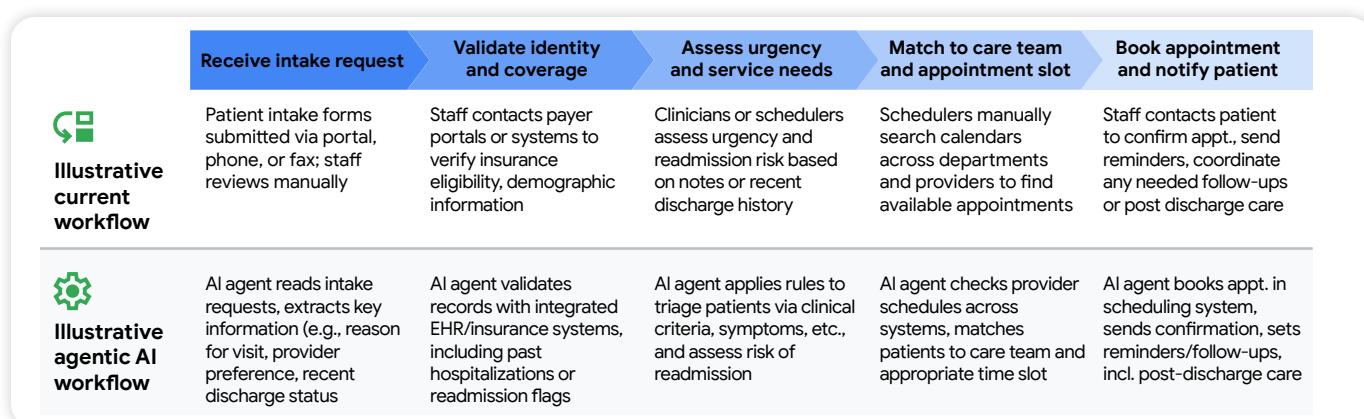 Receive intake request
Validate identity
and coverage
Assess urgency
and service needs
Match to care team
and appointment slot
Book appointment
and notify patient
Illustrative
current
workflow
Patient intake forms
submitted via portal,
phone, or fax; staff
reviews manually
Staff contacts payer
portals or systems to
verify insurance
eligibility, demographic
information
Clinicians or schedulers
assess urgency and
readmission risk based
on notes or recent
discharge history
Schedulers manually
search calendars
across departments
and providers to find
available appointments
Staff contacts patient
to confirm appt., send
reminders, coordinate
any needed follow-ups
or post discharge care
Illustrative
agentic AI
workflow
AI agent reads intake
requests, extracts key
information (e.g., reason
for visit, provider
preference, recent
discharge status
AI agent validates
records with integrated
EHR/insurance systems,
including past
hospitalizations or
readmission flags
AI agent applies rules to
triage patients via clinical
criteria, symptoms, etc.,
and assess risk of
readmission
AI agent checks provider
schedules across
systems, matches
patients to care team and
appropriate time slot
AI agent books appt. in
scheduling system,
sends confirmation, sets
reminders/follow-ups,
incl. post-discharge care